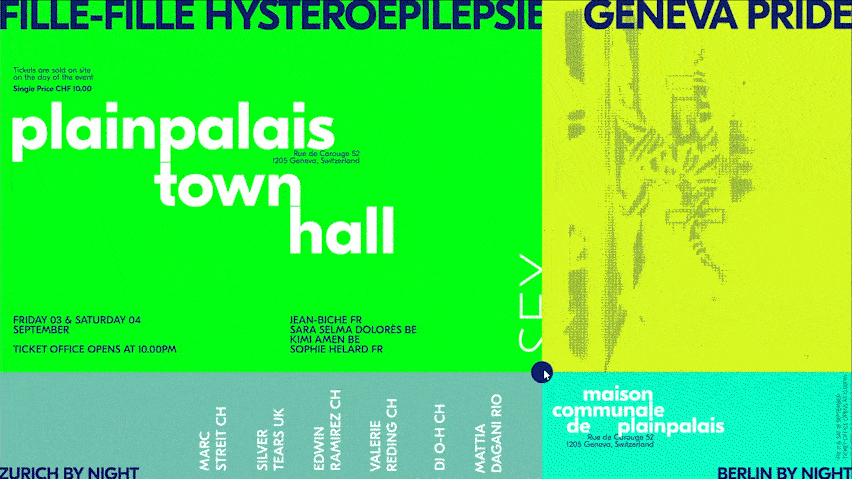 FILLE-FILLE HYSTEROEPILEPSIE
GENEVA PRIDE
Tickets are sold on site
on the day of the event
Single Price CHF 10.00
plainpalais
Rue de Carouge 52
1205 Geneva, Switzerland
town
hall
SEX
FRIDAY 03 & SATURDAY 04
SEPTEMBER
TICKET OFFICE OPENS AT 10.00PM
JEAN-BICHE FR
SARA SELMA DOLORÈS BE
KIMI AMEN BE
SOPHIE HELARD FR
MARC
STREIT CH
SILVER
TEARS UK
EDWIN
RAMIREZ CH
VALERIE
REDING CH
DJ O-H CH
MATTIA
DAGANI RIO
maison
communale
de plainpalais
Rue de Carouge 52
1205 Geneva, Switzerland
ZURICH BY NIGHT
BERLIN BY NIGHT